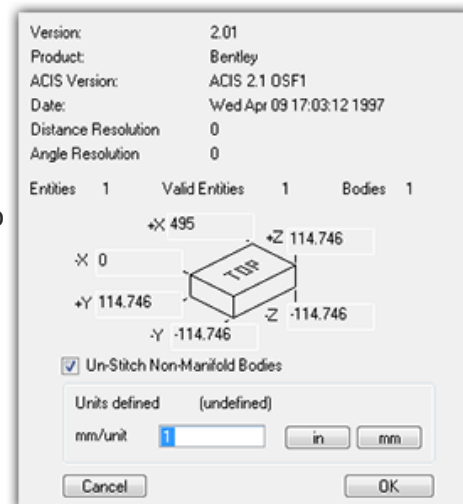 Version: 2.01
Product: Bentley
ACIS Version: ACIS 2.1 OSF1
Date: Wed Apr 09 17:03:12 1997
Distance Resolution 0
Angle Resolution 0
Entities 1 Valid Entities 1 Bodies 1
+X 495
+Z 114.746
-X 0
TOP
+Y 114.746
-Z -114.746
-Y -114.746
Un-Stitch Non-Manifold Bodies
Units defined (undefined)
mm/unit 1 in mm
Cancel OK